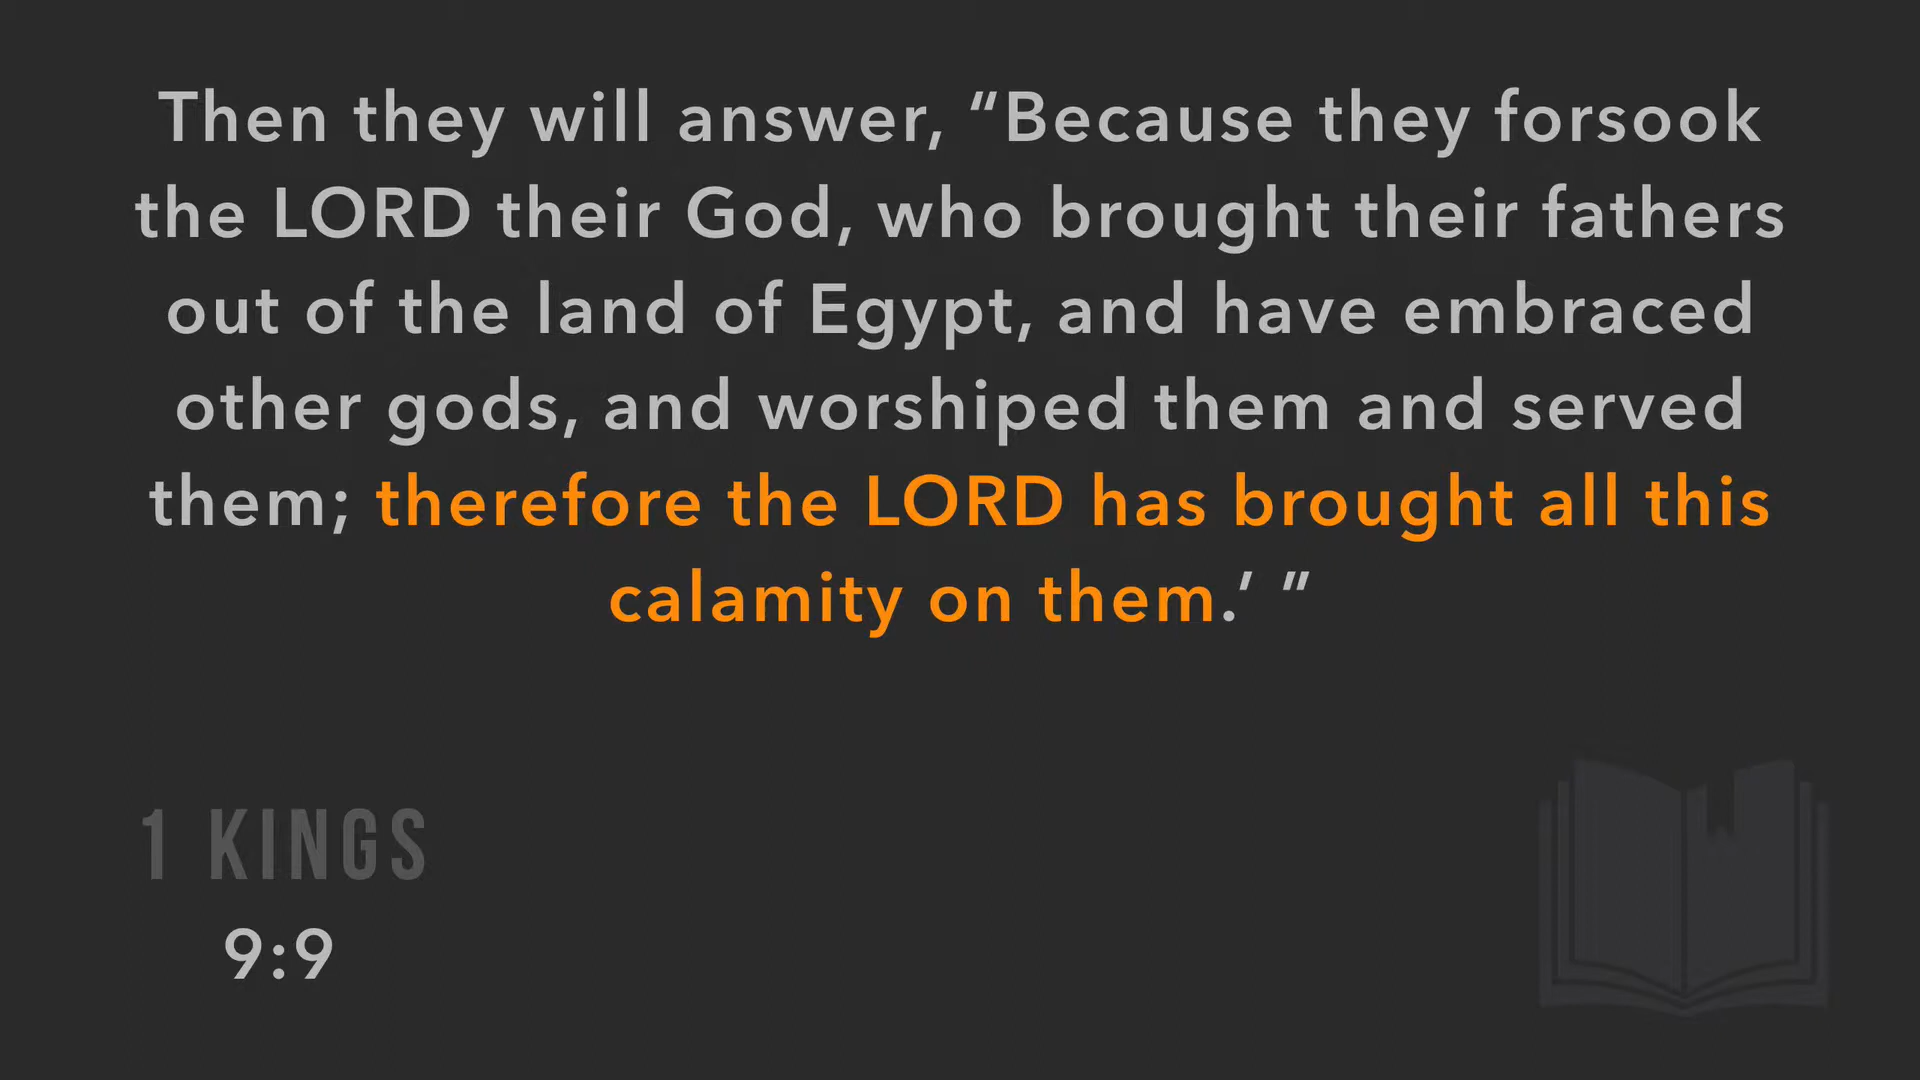 Then they will answer, “Because they forsook
the LORD their God, who brought their fathers
out of the land of Egypt, and have embraced
other gods, and worshiped them and served
them; therefore the LORD has brought all this
calamity on them.’ ”
1 KINGS
9:9